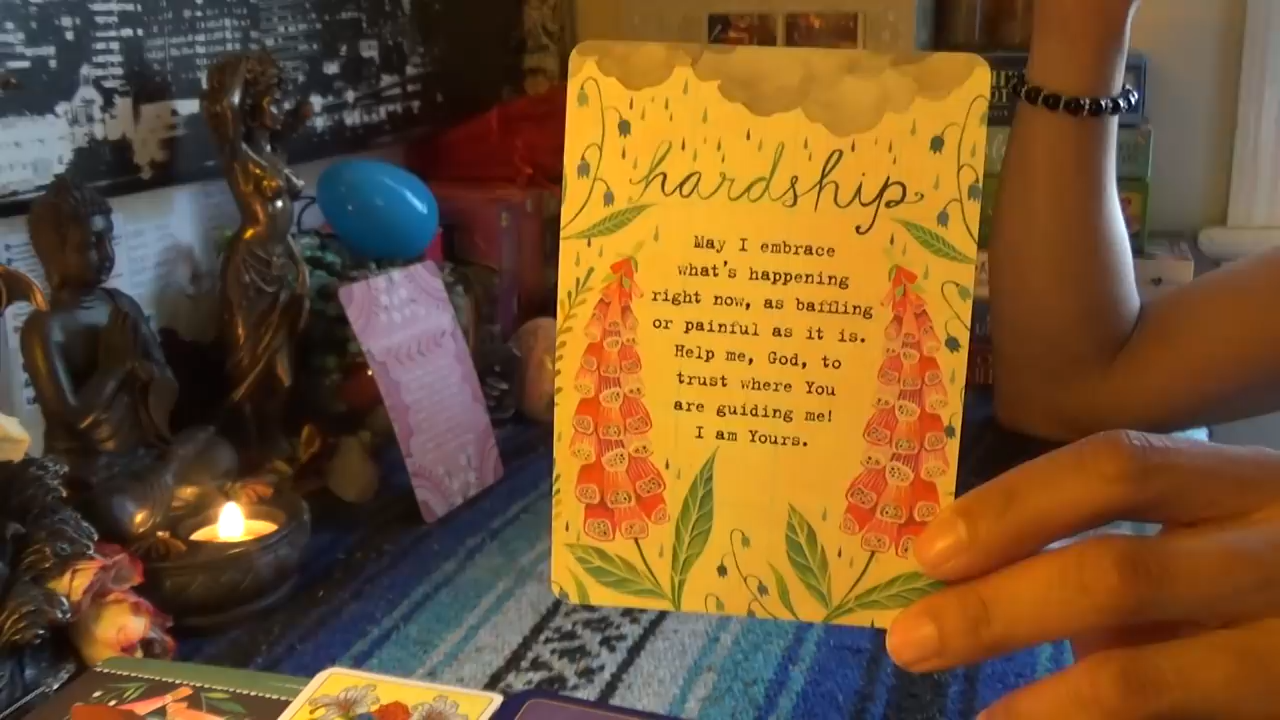 hardship
May I embrace
what's happening
right now, as baffling
or painful as it is.
Help me, God, to
trust where You
are guiding me!
I am Yours.